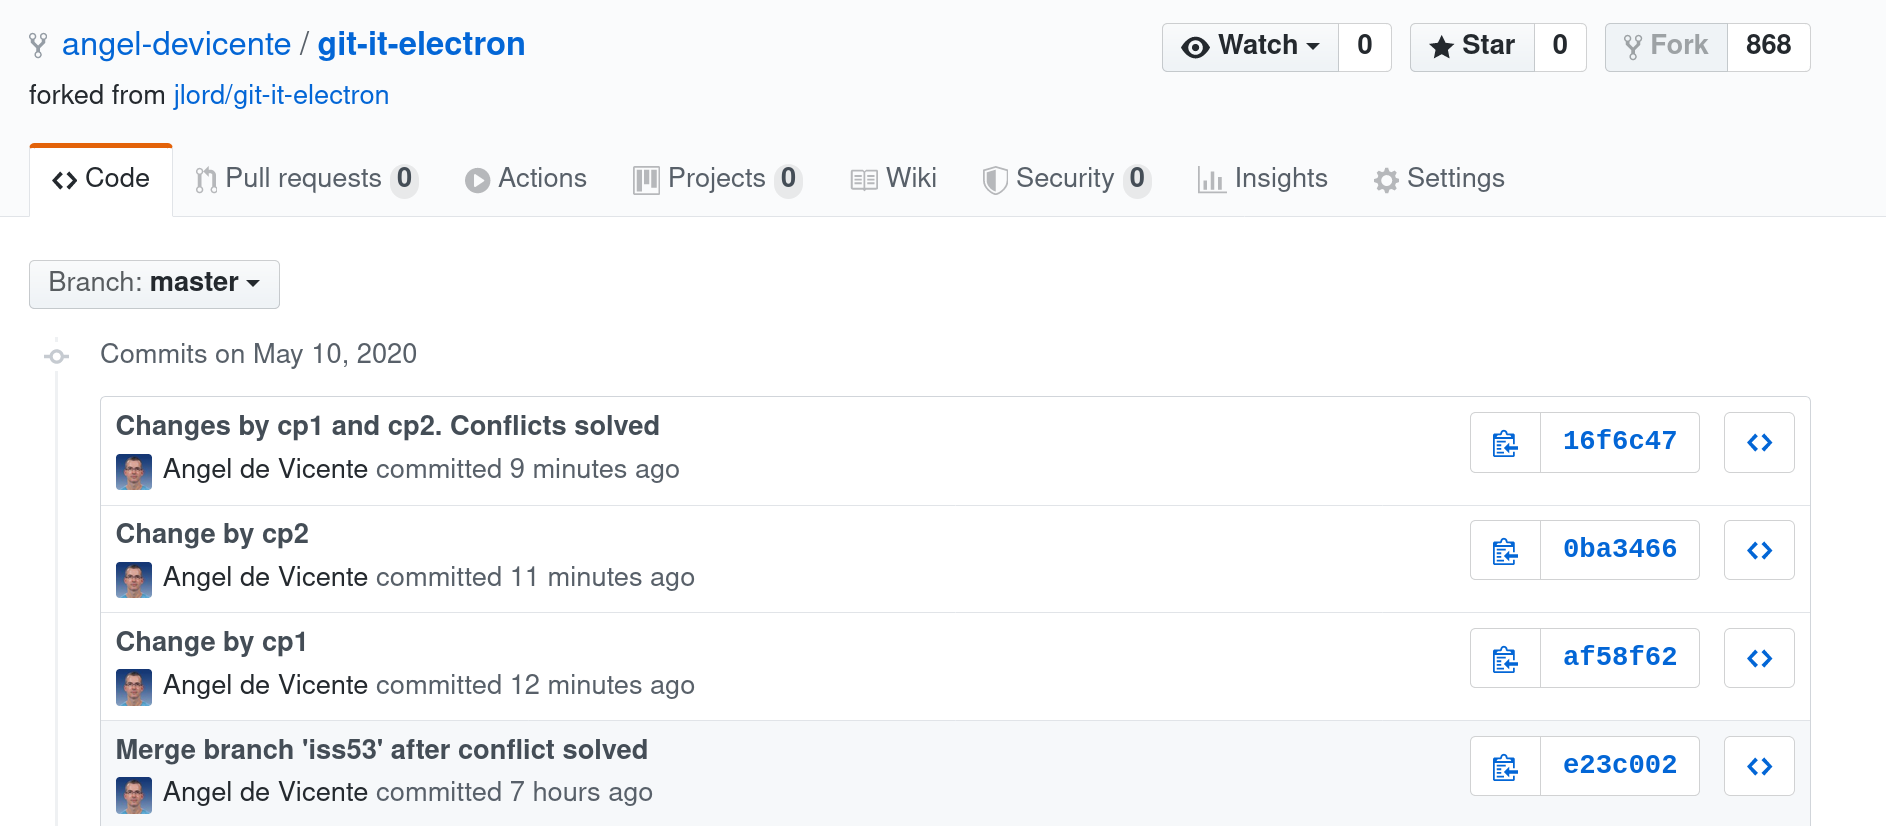 angel-devicente / git-it-electron
Watch 0 Star 0 Fork 868
forked from jlord/git-it-electron
Code Pull requests 0 Actions Projects 0 Wiki Security 0 Insights Settings
Branch: master
Commits on May 10, 2020
Changes by cp1 and cp2. Conflicts solved
Angel de Vicente committed 9 minutes ago
16f6c47
Change by cp2
Angel de Vicente committed 11 minutes ago
0ba3466
Change by cp1
Angel de Vicente committed 12 minutes ago
af58f62
Merge branch 'iss53' after conflict solved
Angel de Vicente committed 7 hours ago
e23c002